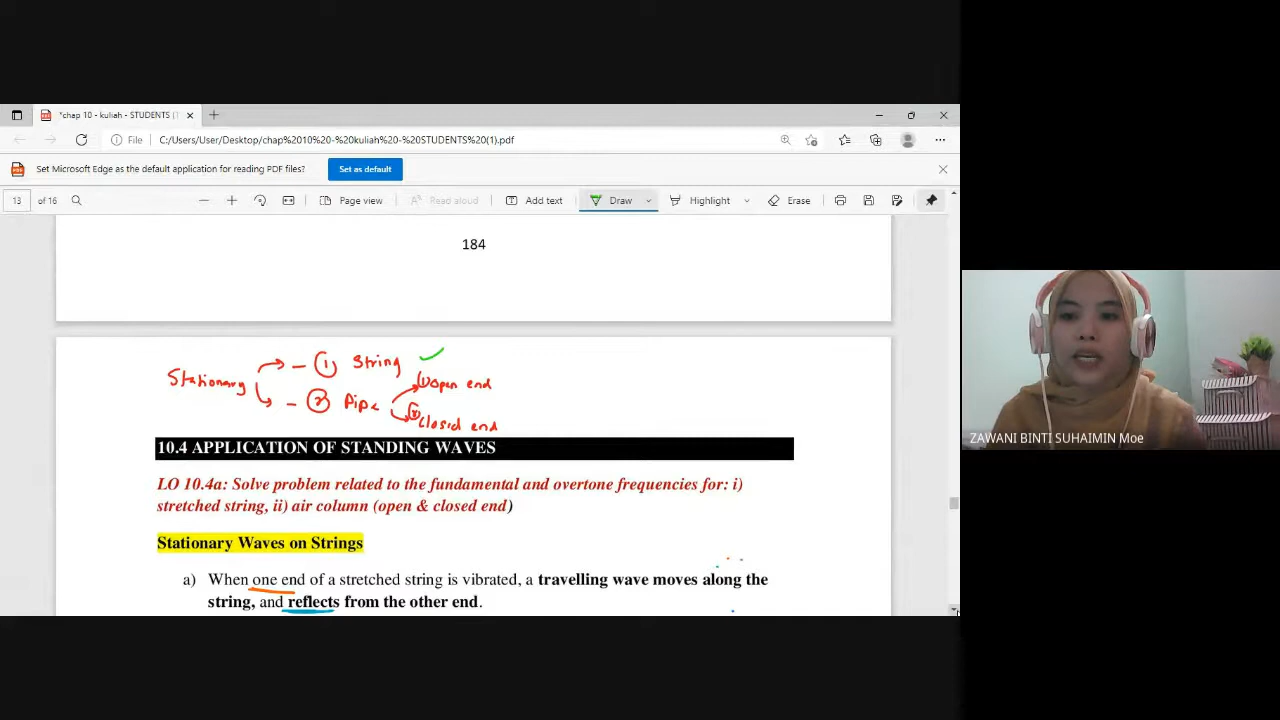 *chap 10 - kuliah - STUDENTS (1
File C:/Users/User/Desktop/chap%2010%20-%20kuliah%20-%20STUDENTS%20(1).pdf
Set Microsoft Edge as the default application for reading PDF files? Set as default
13 of 16 Page view Read aloud Add text Draw Highlight Erase
184
Stationary - 1 String
- 2 Pipe
(1) open end
(2) closed end
10.4 APPLICATION OF STANDING WAVES
LO 10.4a: Solve problem related to the fundamental and overtone frequencies for: i)
stretched string, ii) air column (open & closed end)
Stationary Waves on Strings
a) When one end of a stretched string is vibrated, a travelling wave moves along the
string, and reflects from the other end.
ZAWANI BINTI SUHAIMIN Moe